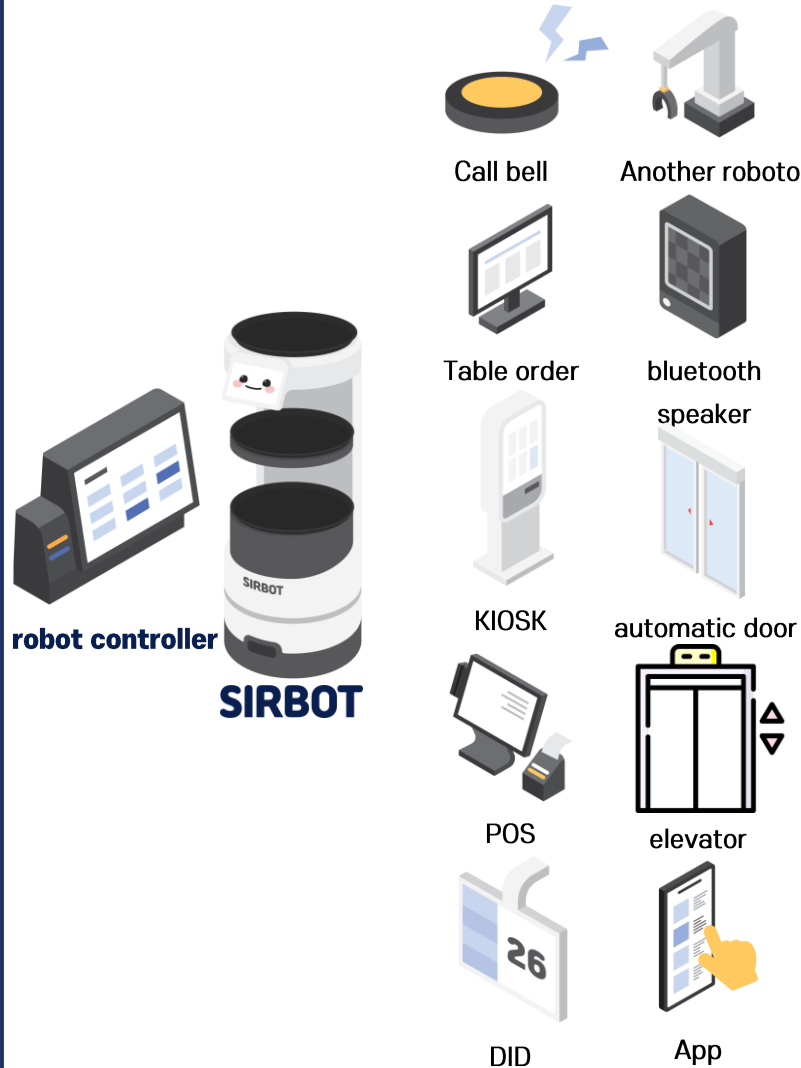 Call bell
Another roboto
Table order
bluetooth
speaker
SIRBOT
robot controller
SIRBOT
KIOSK
automatic door
POS
elevator
26
DID
App